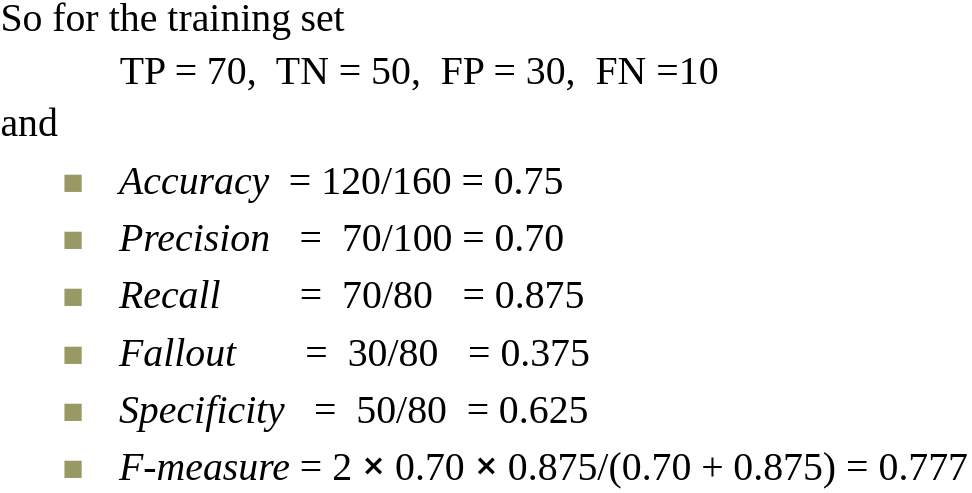 So for the training set
TP = 70, TN = 50, FP = 30, FN =10
and
■ Accuracy = 120/160 = 0.75
■ Precision = 70/100 = 0.70
■ Recall = 70/80 = 0.875
■ Fallout = 30/80 = 0.375
■ Specificity = 50/80 = 0.625
■ F-measure = 2 × 0.70 × 0.875/(0.70 + 0.875) = 0.777